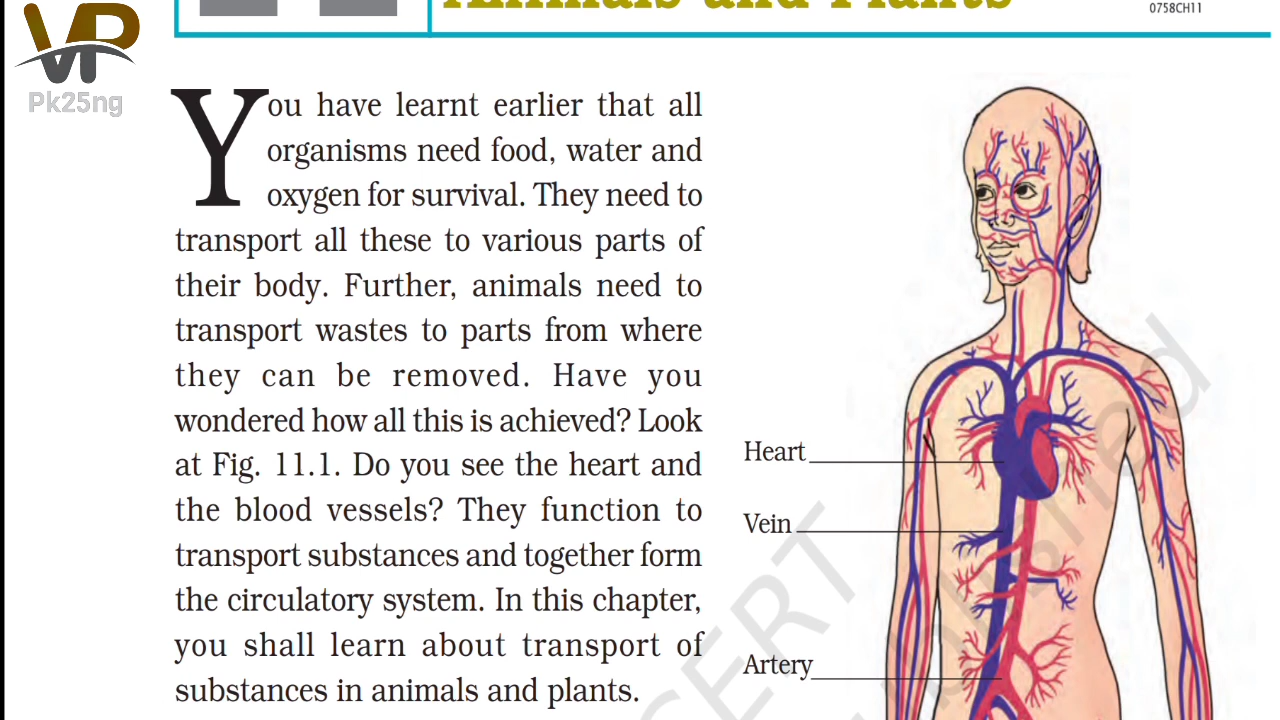 VP
Pk25ng
Animals and Plants
0758CH11
You have learnt earlier that all
organisms need food, water and
oxygen for survival. They need to
transport all these to various parts of
their body. Further, animals need to
transport wastes to parts from where
they can be removed. Have you
wondered how all this is achieved? Look
at Fig. 11.1. Do you see the heart and
the blood vessels? They function to
transport substances and together form
the circulatory system. In this chapter,
you shall learn about transport of
substances in animals and plants.
Heart
Vein
Artery